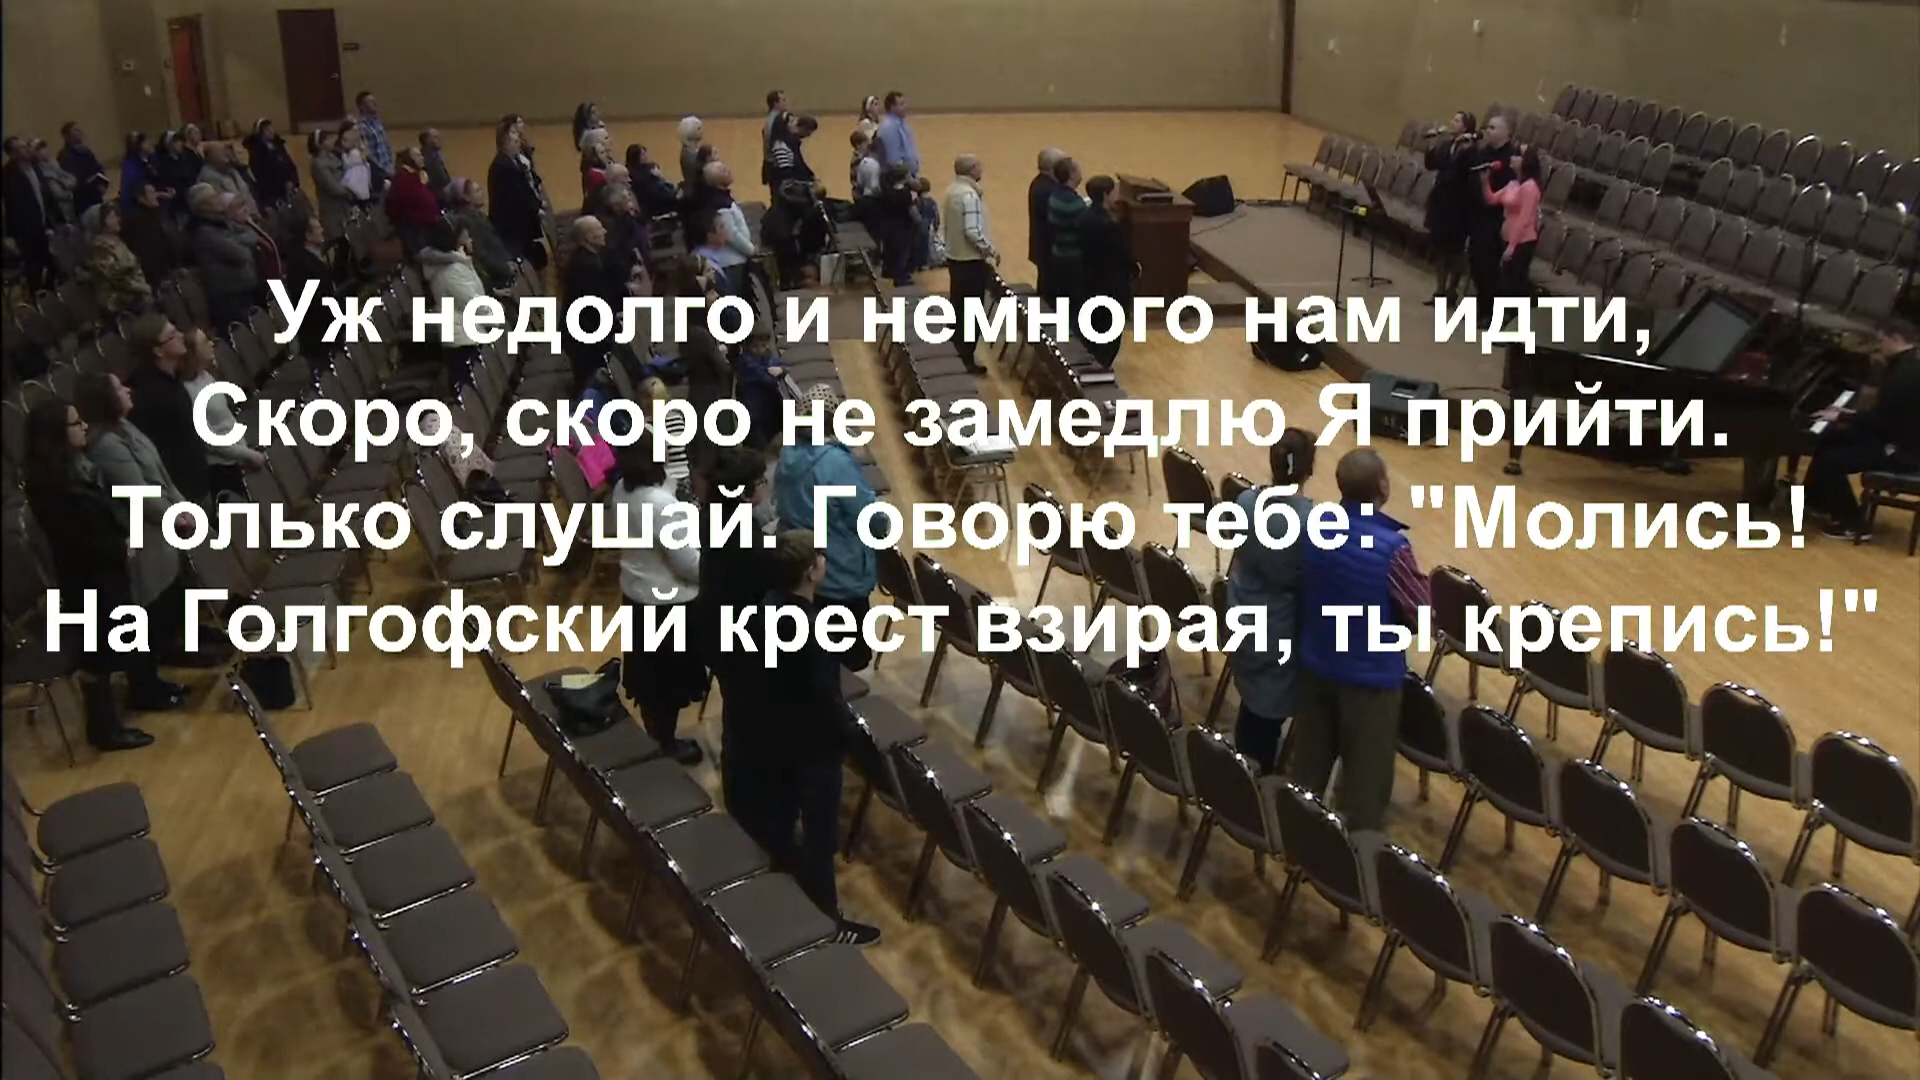 Уж недолго и немного нам идти,
Скоро, скоро не замедлю Я прийти.
Только слушай. Говорю тебе: "Молись!
На Голгофский крест взирая, ты крепись!"